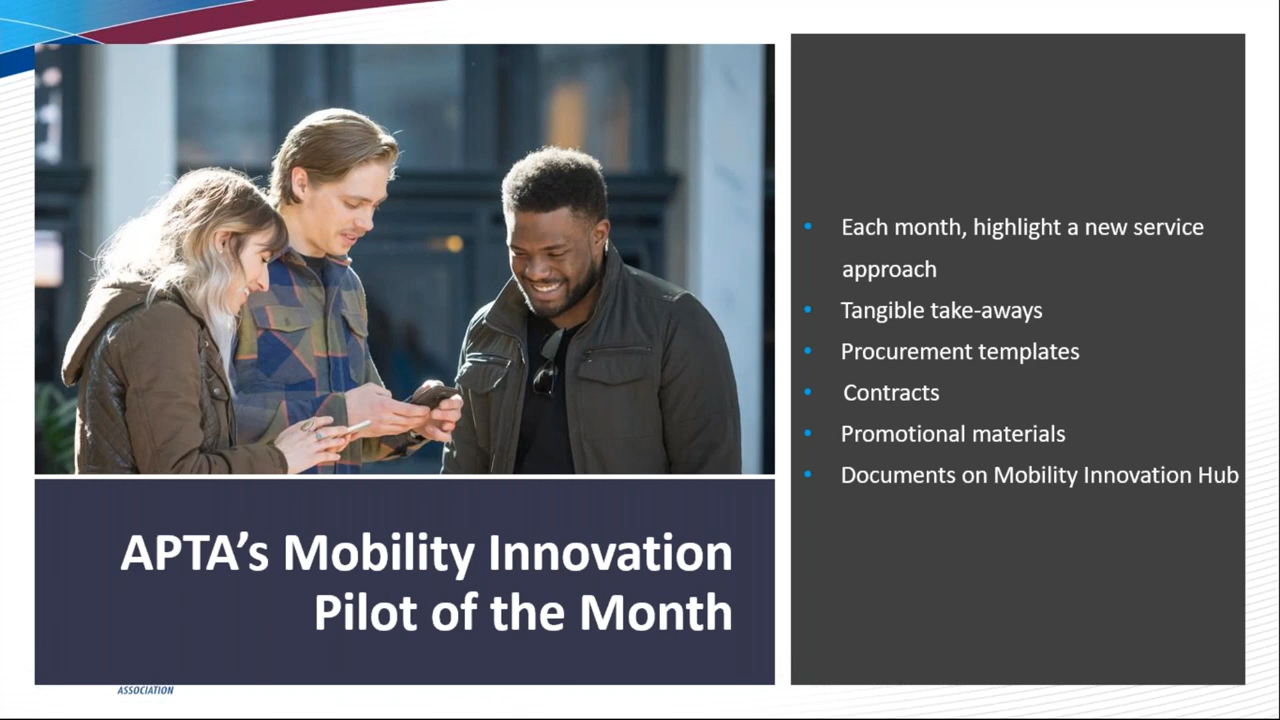 APTA’s Mobility Innovation
Pilot of the Month
ASSOCIATION
• Each month, highlight a new service
approach
• Tangible take-aways
• Procurement templates
• Contracts
• Promotional materials
• Documents on Mobility Innovation Hub